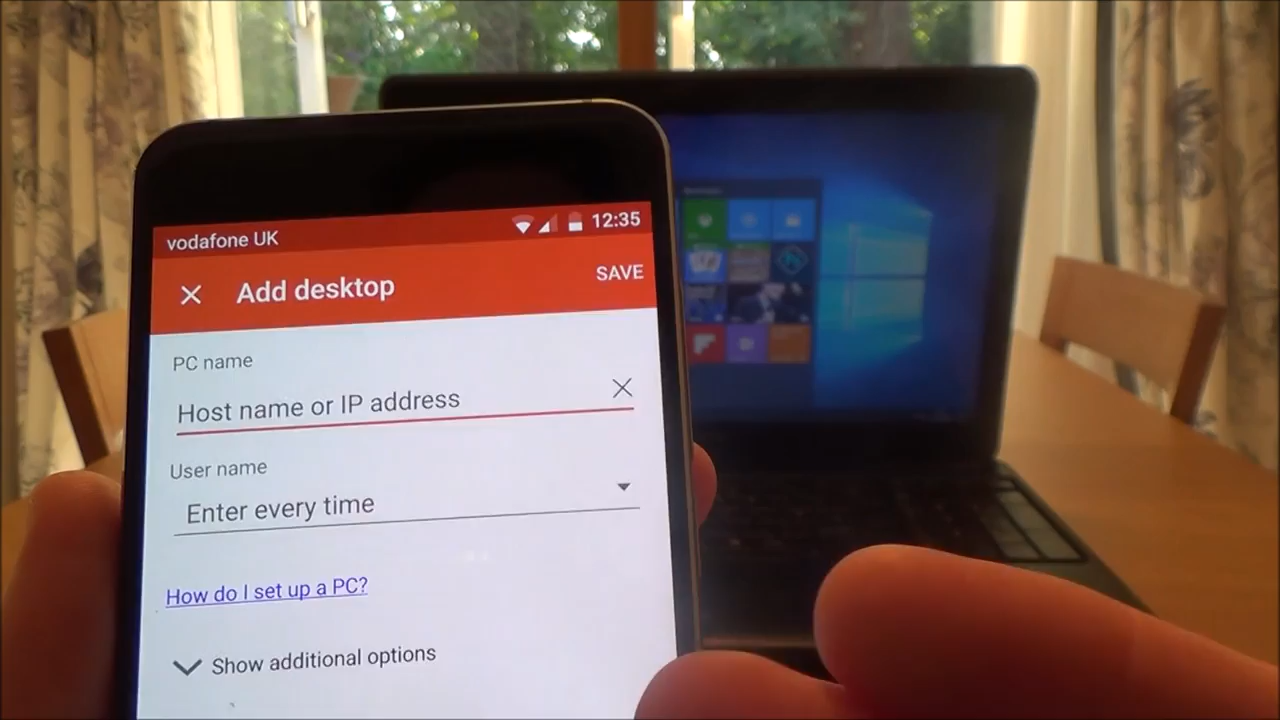 vodafone UK
12:35
Add desktop
SAVE
PC name
Host name or IP address
User name
Enter every time
How do I set up a PC?
Show additional options